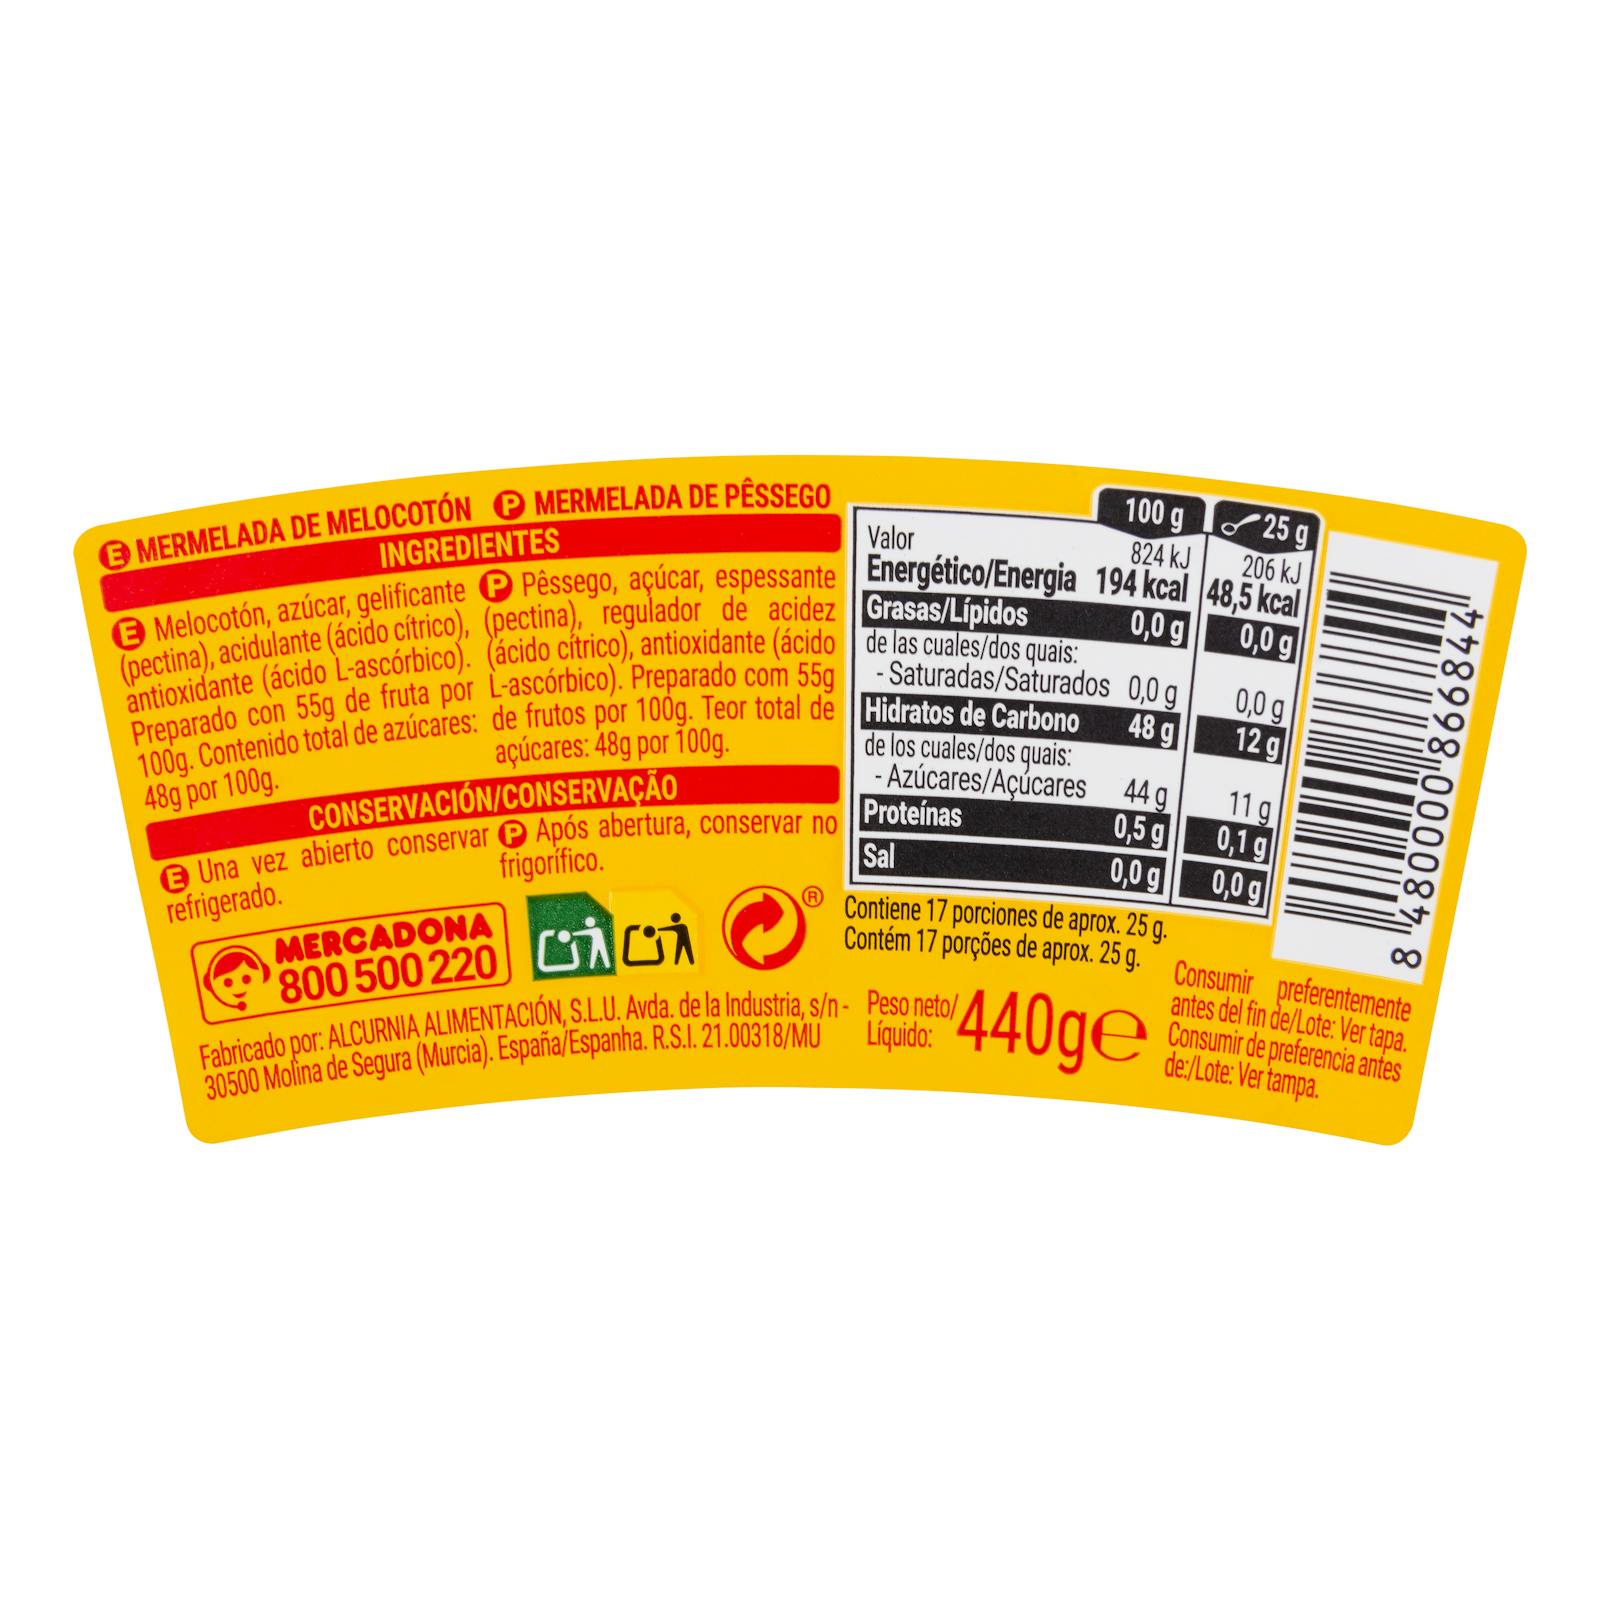 E MERMELADA DE MELOCOTÓN
P MERMELADA DE PÊSSEGO
INGREDIENTES
E Melocotón, azúcar, gelificante
(pectina), acidulante (ácido cítrico),
antioxidante (ácido L-ascórbico).
Preparado con 55g de fruta por
100g. Contenido total de azúcares:
48g por 100g.
P Pêssego, açúcar, espessante
(pectina), regulador de acidez
(ácido cítrico), antioxidante (ácido
L-ascórbico). Preparado com 55g
de frutos por 100g. Teor total de
açúcares: 48g por 100g.
CONSERVACIÓN/CONSERVAÇÃO
E Una vez abierto conservar
refrigerado.
P Após abertura, conservar no
frigorífico.
MERCADONA
800 500 220
®
Fabricado por: ALCURNIA ALIMENTACIÓN, S.L.U. Avda. de la Industria, s/n -
30500 Molina de Segura (Murcia). España/Espanha. R.S.I. 21.00318/MU
100 g 25 g
Valor 824 kJ 206 kJ
Energético/Energia 194 kcal 48,5 kcal
Grasas/Lípidos 0,0 g 0,0 g
de las cuales/dos quais:
- Saturadas/Saturados 0,0 g 0,0 g
Hidratos de Carbono 48 g 12 g
de los cuales/dos quais:
- Azúcares/Açúcares 44 g 11 g
Proteínas 0,5 g 0,1 g
Sal 0,0 g 0,0 g
Contiene 17 porciones de aprox. 25 g.
Contém 17 porções de aprox. 25 g.
Peso neto/
Líquido:
440g e
Consumir preferentemente
antes del fin de/Lote: Ver tapa.
Consumir de preferencia antes
de:/Lote: Ver tampa.
8 480000 866844